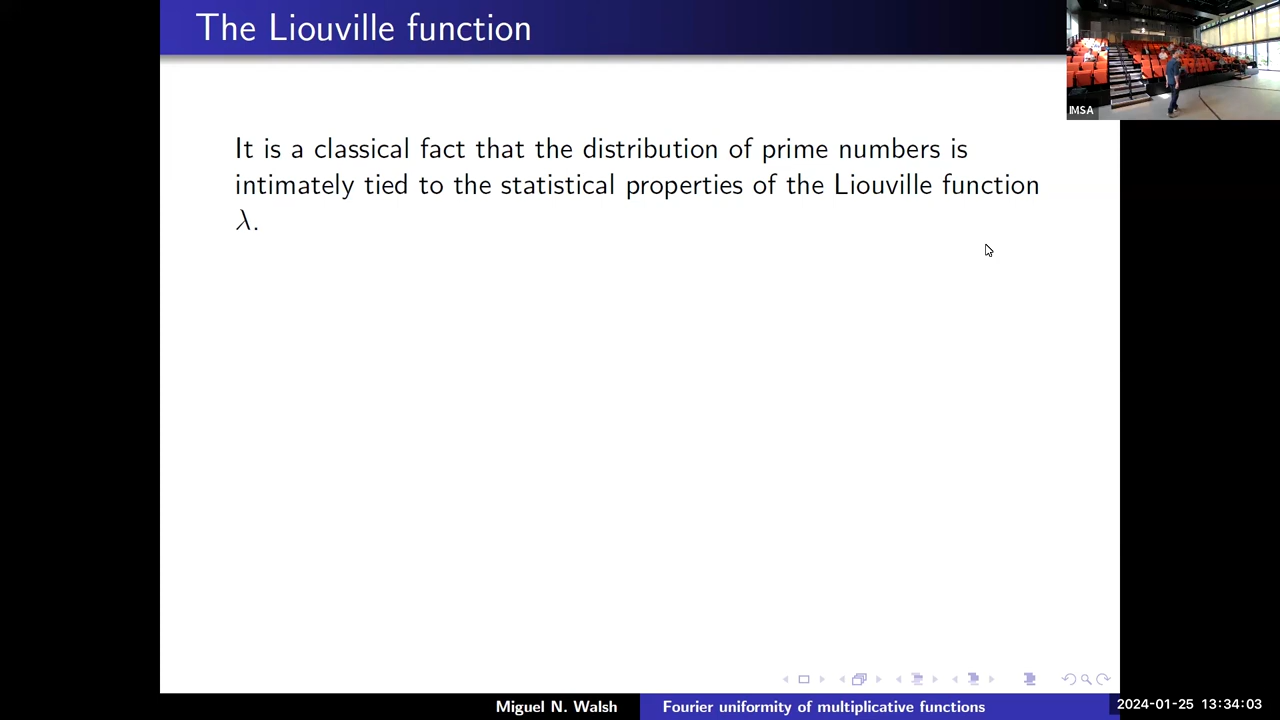 The Liouville function
IMSA
It is a classical fact that the distribution of prime numbers is
intimately tied to the statistical properties of the Liouville function
λ.
Miguel N. Walsh
Fourier uniformity of multiplicative functions
2024-01-25 13:34:03